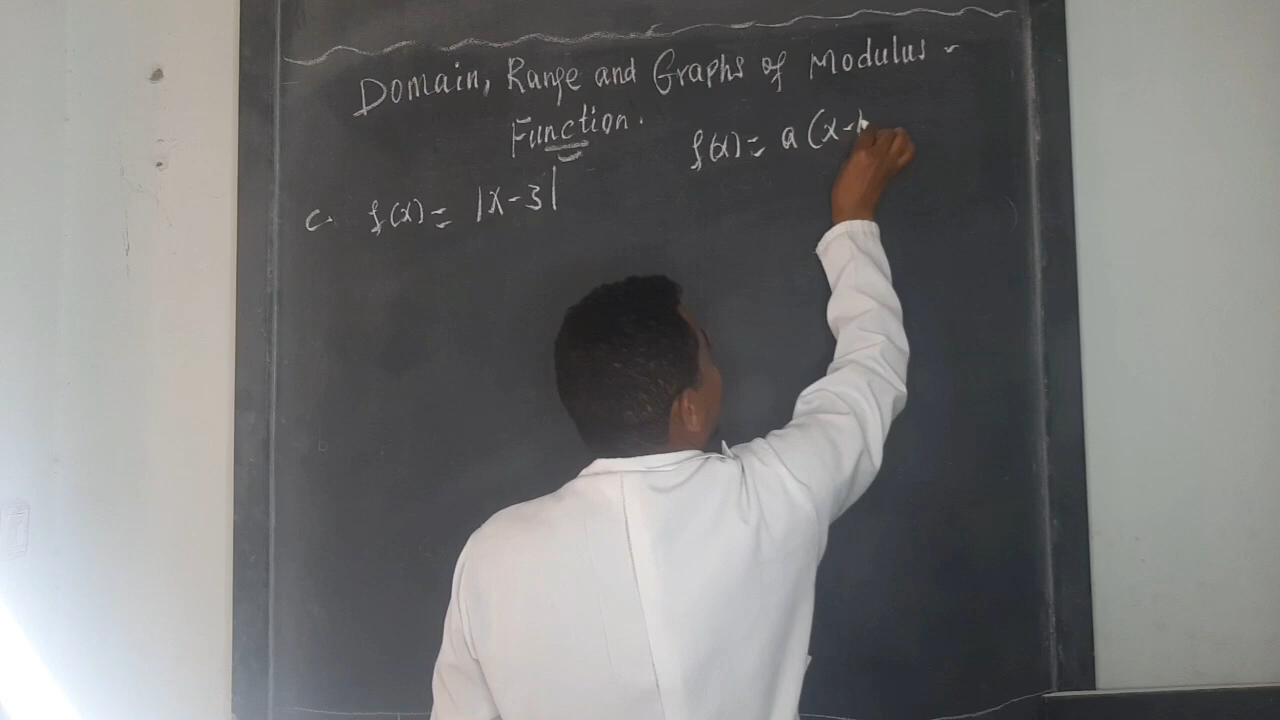 Domain, Range and Graphs of Modulus -
Function.
f(x) = a (x-
c. f(x) = |x-3|